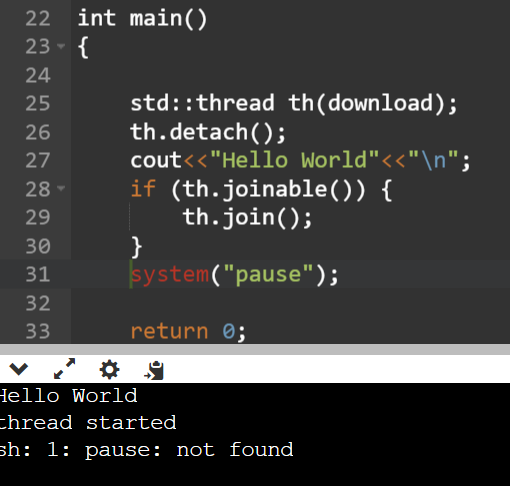 22 int main()
23 {
24
25 std::thread th(download);
26 th.detach();
27 cout<<"Hello World"<<"\n";
28 if (th.joinable()) {
29 th.join();
30 }
31 system("pause");
32
33 return 0;
Hello World
thread started
sh: 1: pause: not found